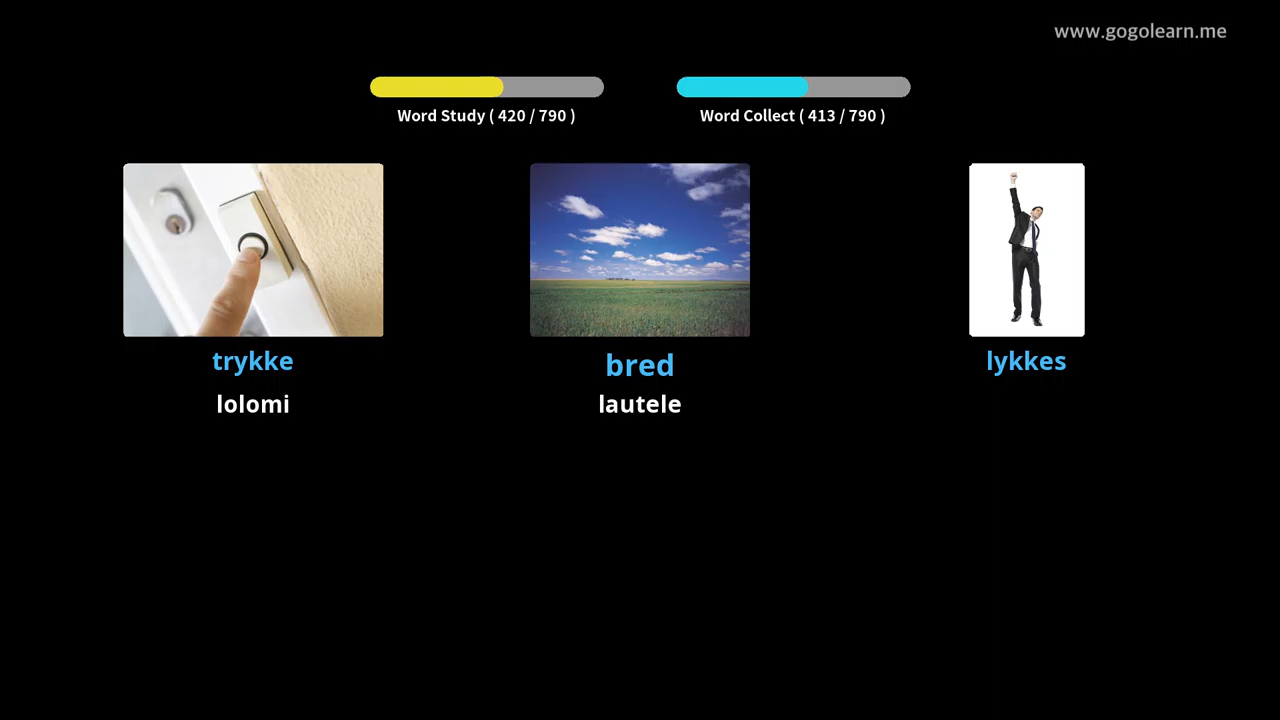 www.gogolearn.me
Word Study ( 420 / 790 )
Word Collect ( 413 / 790 )
trykke
lolomi
bred
lautele
lykkes